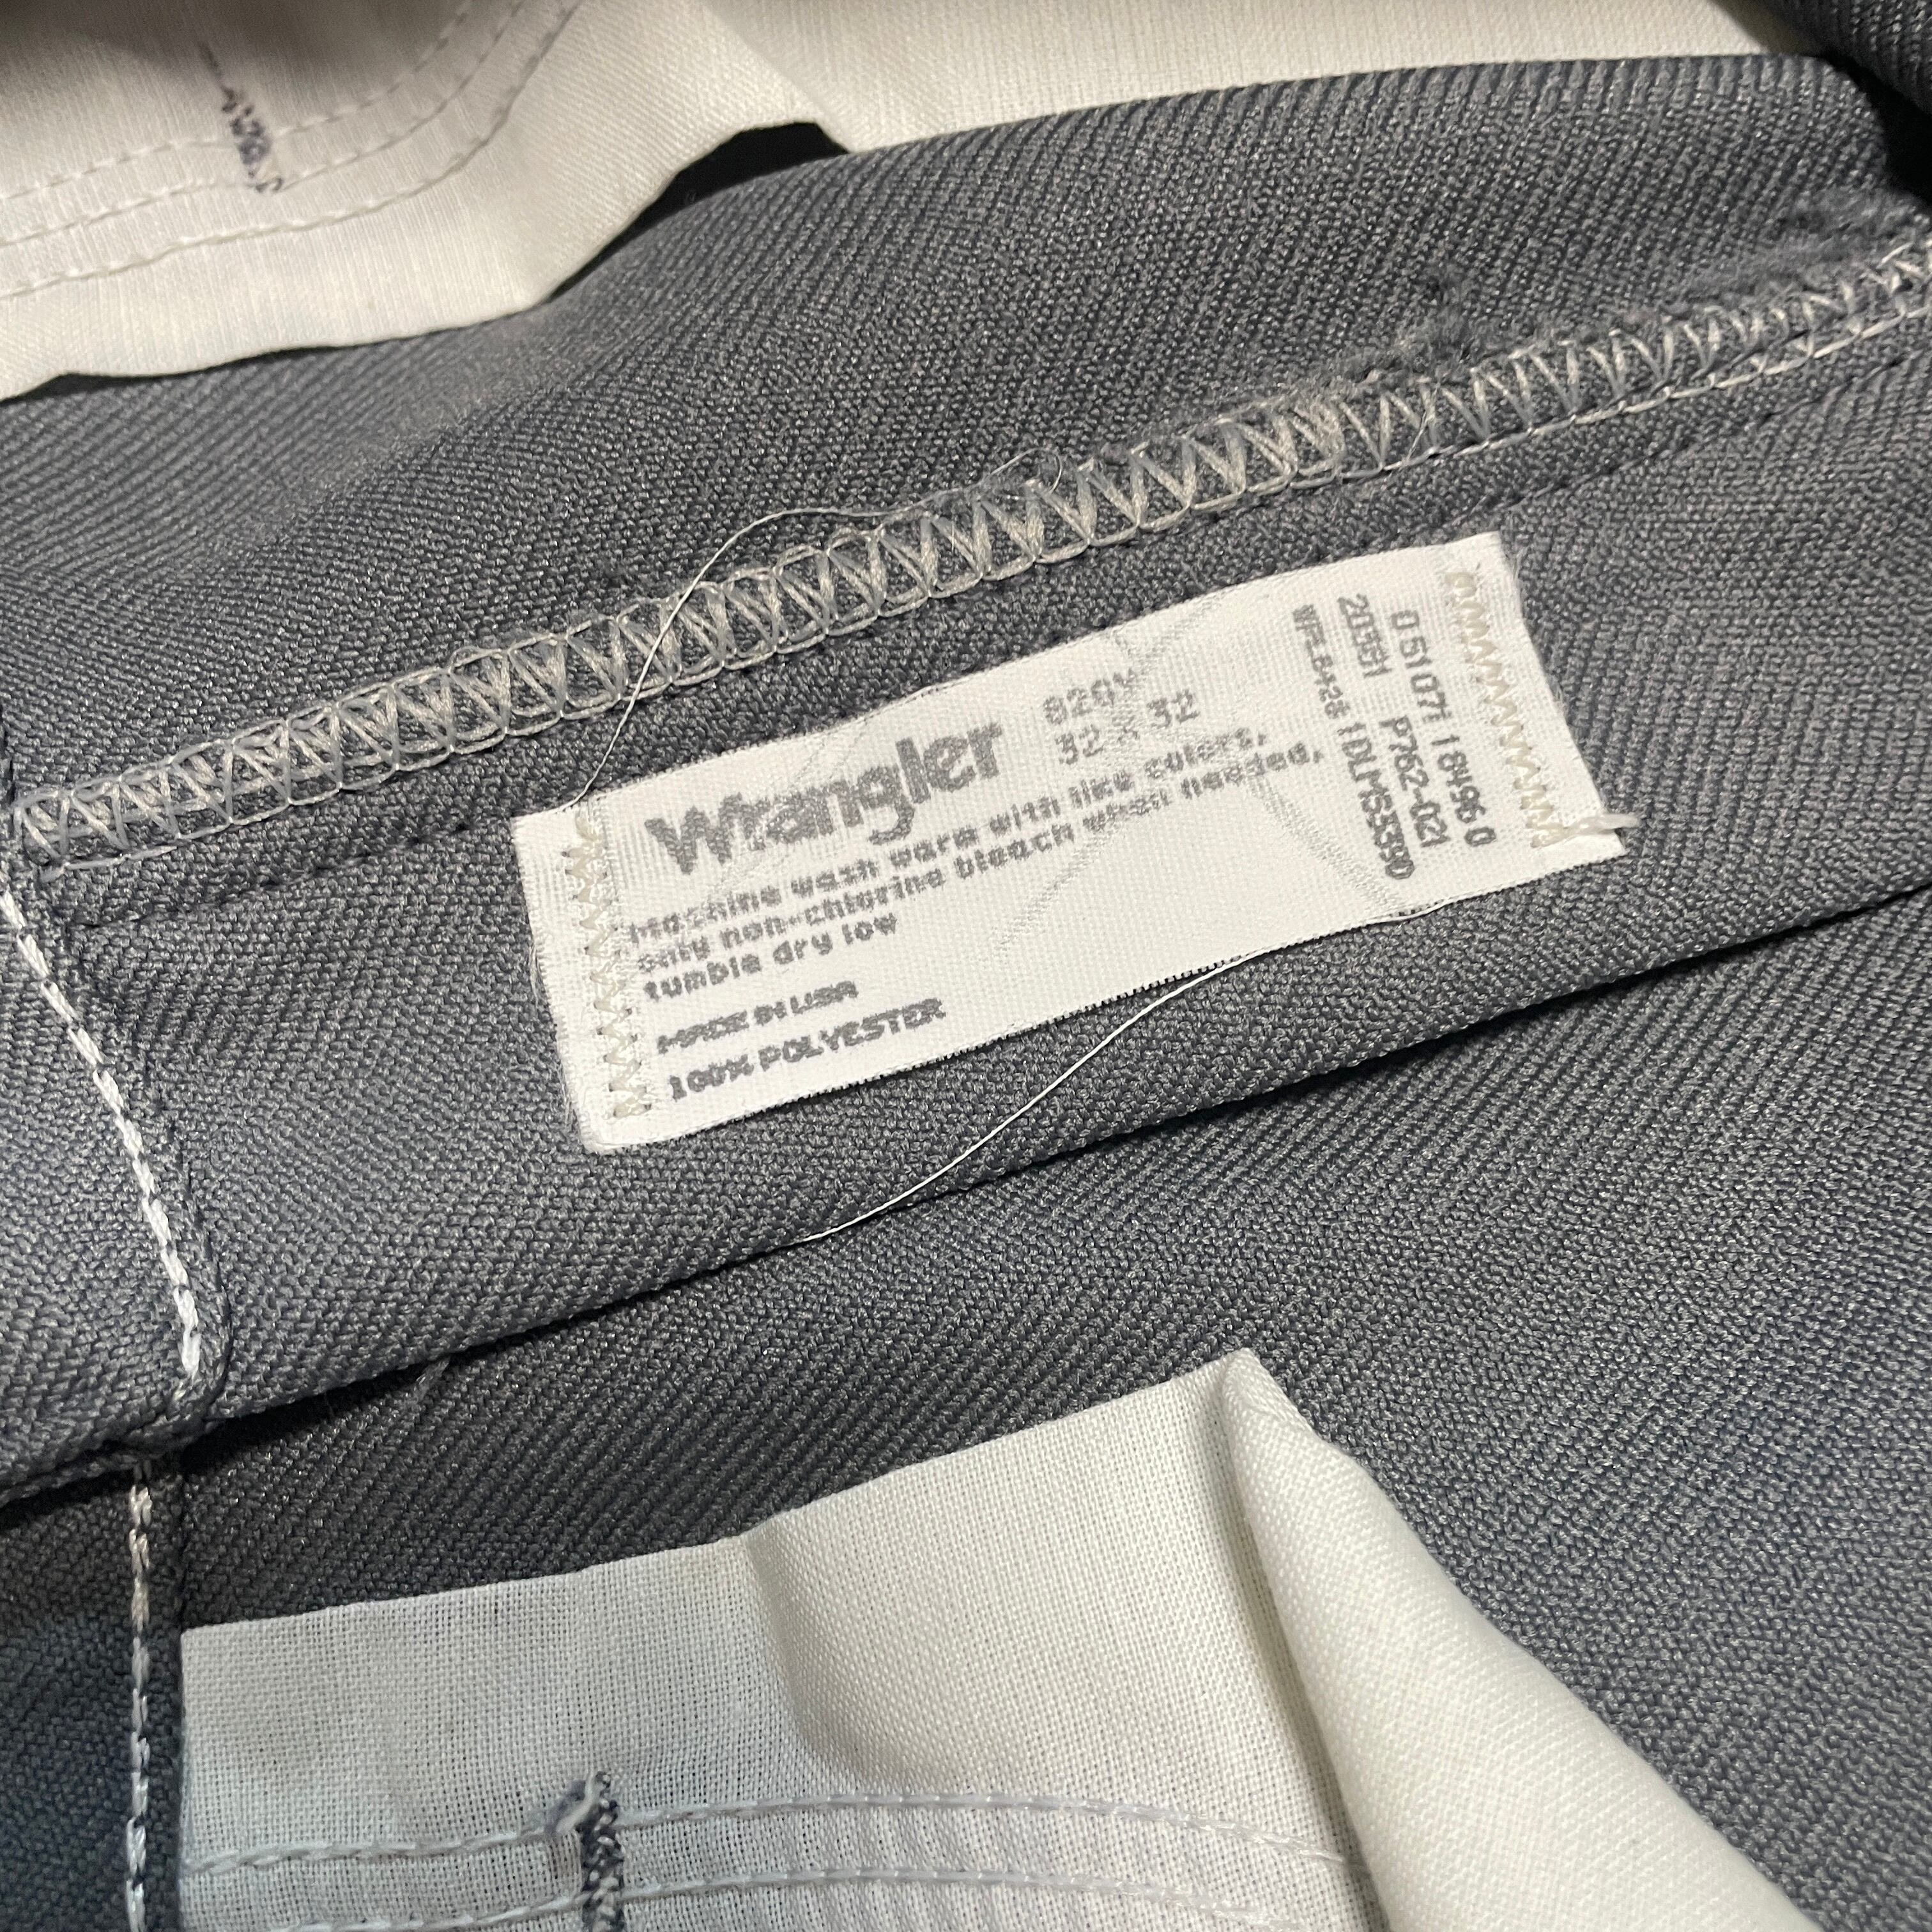 Wrangler
32 X 32
Machine wash warm with like colors,
only non-chlorine bleach when needed,
tumble dry low
MADE IN USA
100% POLYESTER
P762-021